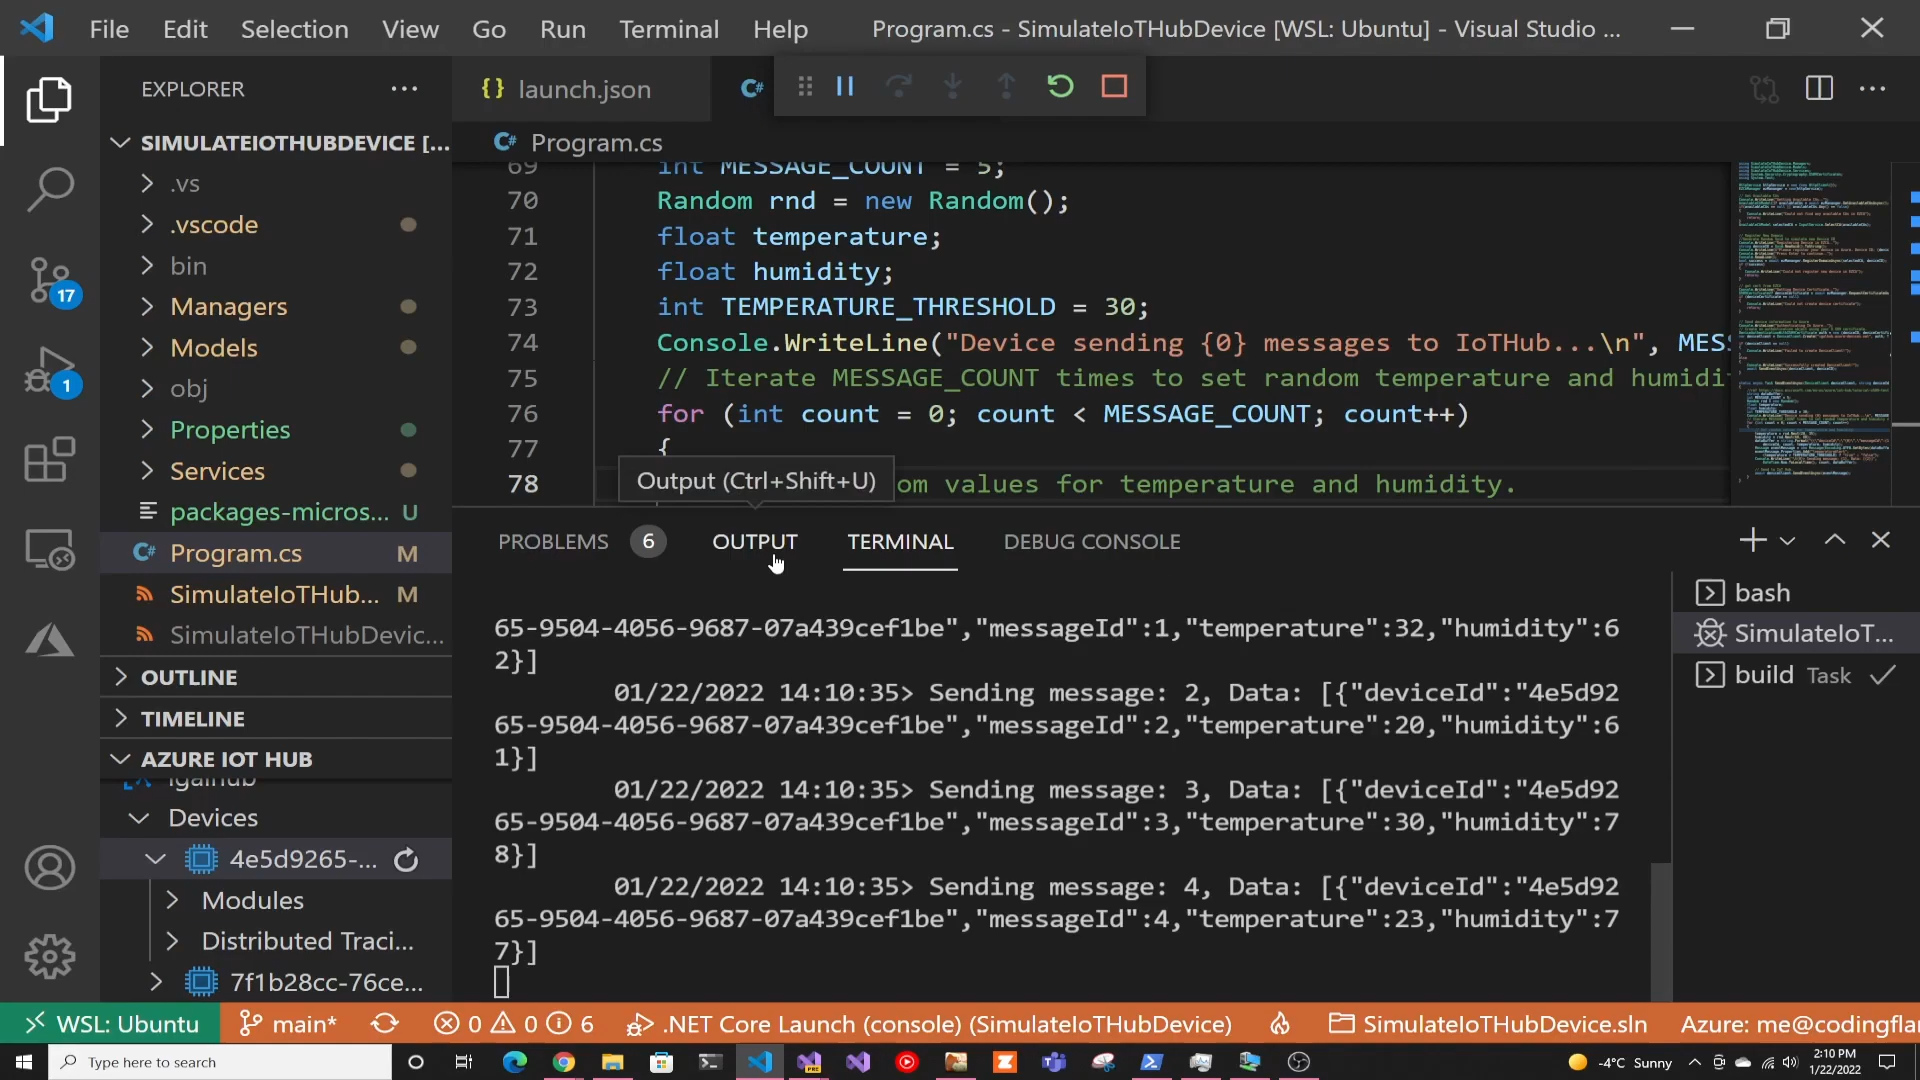 File Edit Selection View Go Run Terminal Help Program.cs - SimulateIoTHubDevice [WSL: Ubuntu] - Visual Studio ...
EXPLORER
launch.json
SIMULATEIOTHUBDEVICE [...
Program.cs
.vs
.vscode
bin
Managers
Models
obj
Properties
Services
packages-micros... U
Program.cs M
SimulateIoTHub... M
SimulateIoTHubDevic...
OUTLINE
TIMELINE
AZURE IOT HUB
Devices
4e5d9265-...
Modules
Distributed Traci...
7f1b28cc-76ce...
17
1
69 int MESSAGE_COUNT = 5;
70 Random rnd = new Random();
71 float temperature;
72 float humidity;
73 int TEMPERATURE_THRESHOLD = 30;
74 Console.WriteLine("Device sending {0} messages to IoTHub...\n", MESS
75 // Iterate MESSAGE_COUNT times to set random temperature and humidi
76 for (int count = 0; count < MESSAGE_COUNT; count++)
77 {
78 om values for temperature and humidity.
Output (Ctrl+Shift+U)
PROBLEMS 6 OUTPUT TERMINAL DEBUG CONSOLE
65-9504-4056-9687-07a439cef1be","messageId":1,"temperature":32,"humidity":6
2}]
01/22/2022 14:10:35> Sending message: 2, Data: [{"deviceId":"4e5d92
65-9504-4056-9687-07a439cef1be","messageId":2,"temperature":20,"humidity":6
1}]
01/22/2022 14:10:35> Sending message: 3, Data: [{"deviceId":"4e5d92
65-9504-4056-9687-07a439cef1be","messageId":3,"temperature":30,"humidity":7
8}]
01/22/2022 14:10:35> Sending message: 4, Data: [{"deviceId":"4e5d92
65-9504-4056-9687-07a439cef1be","messageId":4,"temperature":23,"humidity":7
7}]
bash
SimulateIoT...
build Task
WSL: Ubuntu main* 0 0 6 .NET Core Launch (console) (SimulateIoTHubDevice) SimulateIoTHubDevice.sln Azure: me@codingflar
Type here to search
-4°C Sunny
2:10 PM
1/22/2022